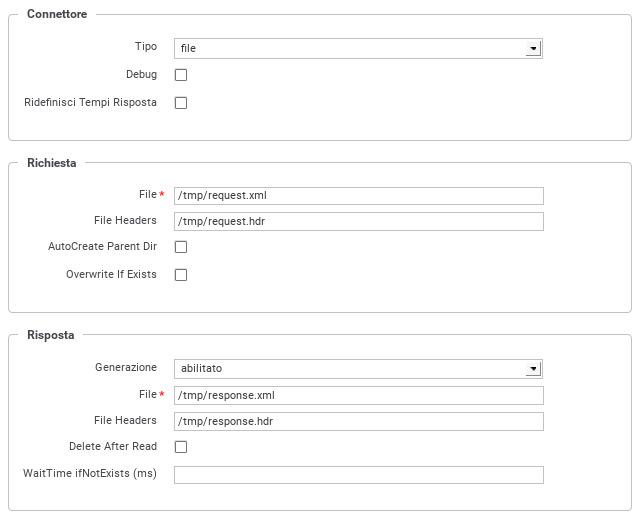 Connettore
Tipo file
Debug
Ridefinisci Tempi Risposta
Richiesta
File * /tmp/request.xml
File Headers /tmp/request.hdr
AutoCreate Parent Dir
Overwrite If Exists
Risposta
Generazione abilitato
File * /tmp/response.xml
File Headers /tmp/response.hdr
Delete After Read
WaitTime ifNotExists (ms)